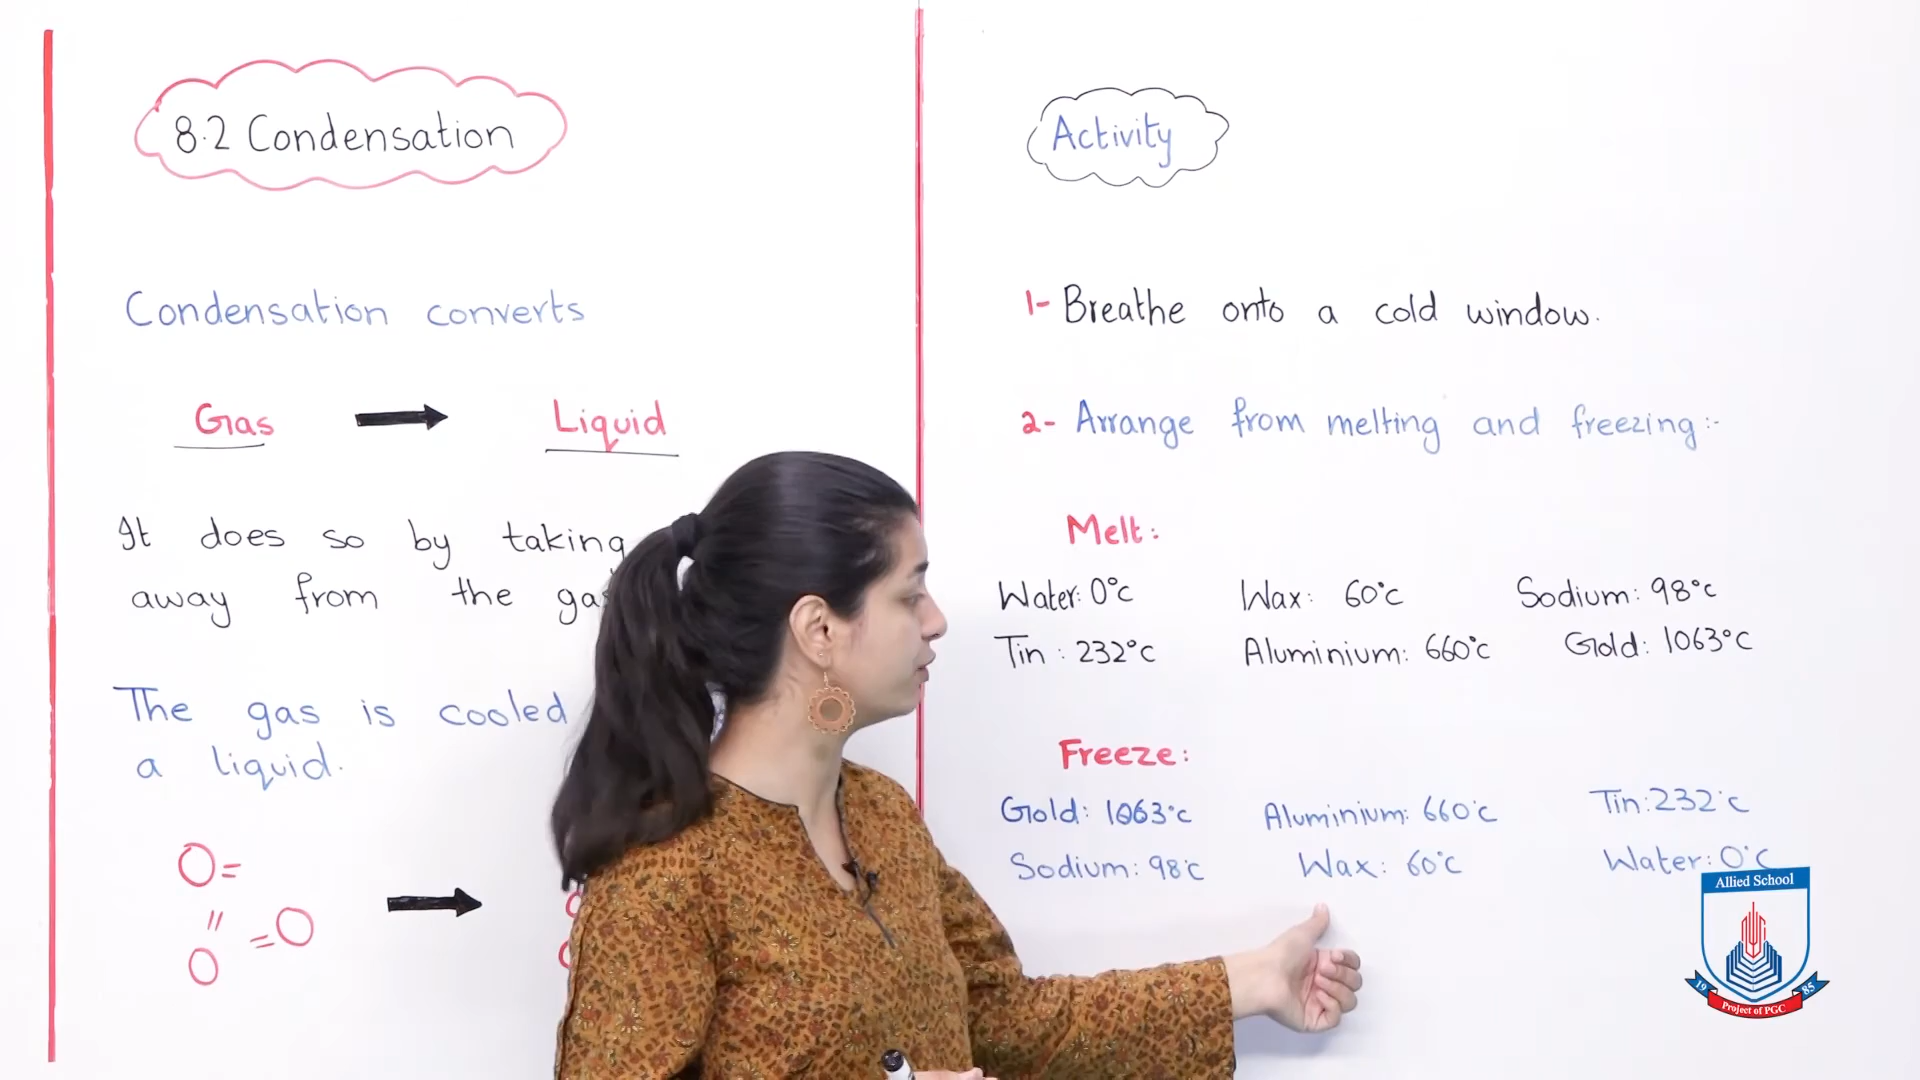 8.2 Condensation
Condensation converts
Gas Liquid
It does so by taking
away from the gas
The gas is cooled
a liquid.
O=
"
=O
O
Activity
1- Breathe onto a cold window.
2- Arrange from melting and freezing:-
Melt:
Water: 0°c Wax: 60°c Sodium: 98°c
Tin : 232°c Aluminium: 660°c Gold: 1063°c
Freeze:
Gold: 1063°c Aluminium: 660°c Tin: 232°c
Sodium: 98°c Wax: 60°c Water: 0°c
Allied School
19 85
Project of PGC